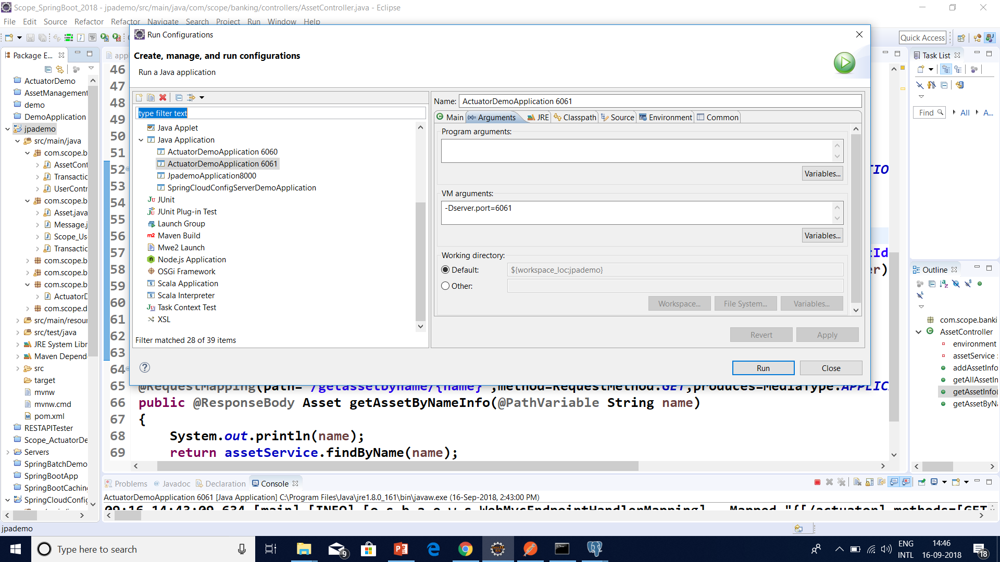 Scope_SpringBoot_2018 - jpademo/src/main/java/com/scope/banking/controllers/AssetController.java - Eclipse
File Edit Source Refactor Refactor Navigate Search Project Run Window Help
Quick Access
Package E...
ActuatorDemo
AssetManagement
demo
DemoApplication
jpademo
src/main/java
com.scope.b
AssetCont
Transactic
UserContr
com.scope.b
Asset.java
Message.j
Scope_Us
Transactic
com.scope.b
com.scope.b
com.scope.b
ActuatorD
com.scope.d
src/main/resour
src/test/java
JRE System Libr
Maven Depend
src
target
mvnw
mvnw.cmd
pom.xml
RESTAPITester
Scope_ActuatorDe
Servers
SpringBatchDemo
SpringBootApp
SpringBootCaching
SpringCloudConfig
app
46
47
48
49
50
51
52
53
54
55
56
57
58
59
60
61
62
63
64
TIO
tId
er)
Run Configurations
Create, manage, and run configurations
Run a Java application
type filter text
Java Applet
Java Application
ActuatorDemoApplication 6060
ActuatorDemoApplication 6061
JpademoApplication8000
SpringCloudConfigServerDemoApplication
JUnit
JUnit Plug-in Test
Launch Group
Maven Build
Mwe2 Launch
Node.js Application
OSGi Framework
Scala Application
Scala Interpreter
Task Context Test
XSL
Filter matched 28 of 39 items
Name: ActuatorDemoApplication 6061
Main Arguments JRE Classpath Source Environment Common
Program arguments:
Variables...
VM arguments:
-Dserver.port=6061
Variables...
Working directory:
Default: ${workspace_loc:jpademo}
Other:
Workspace... File System... Variables...
Revert Apply
Run Close
65 @RequestMapping(path="/getassetbyname/{name}",method=RequestMethod.GET,produces=MediaType.APPLIC
66 public @ResponseBody Asset getAssetByNameInfo(@PathVariable String name)
67 {
68 System.out.println(name);
69 return assetService.findByName(name);
Task List
Find All A...
Outline
com.scope.banki
AssetController
environment
assetService :
addAssetInfo
getAllAssetIn
getAssetInfo(
getAssetByNa
Problems Javadoc Declaration Console
ActuatorDemoApplication 6061 [Java Application] C:\Program Files\Java\jre1.8.0_161\bin\javaw.exe (16-Sep-2018, 2:43:00 PM)
09:16 14:43:09.634 [main] [INFO] [o.s.b.a.e.w.s.WebMvcEndpointHandlerMapping] - Mapped "{[/actuator],methods=[GET
jpademo
Type here to search
9
ENG
INTL
14:46
16-09-2018
18